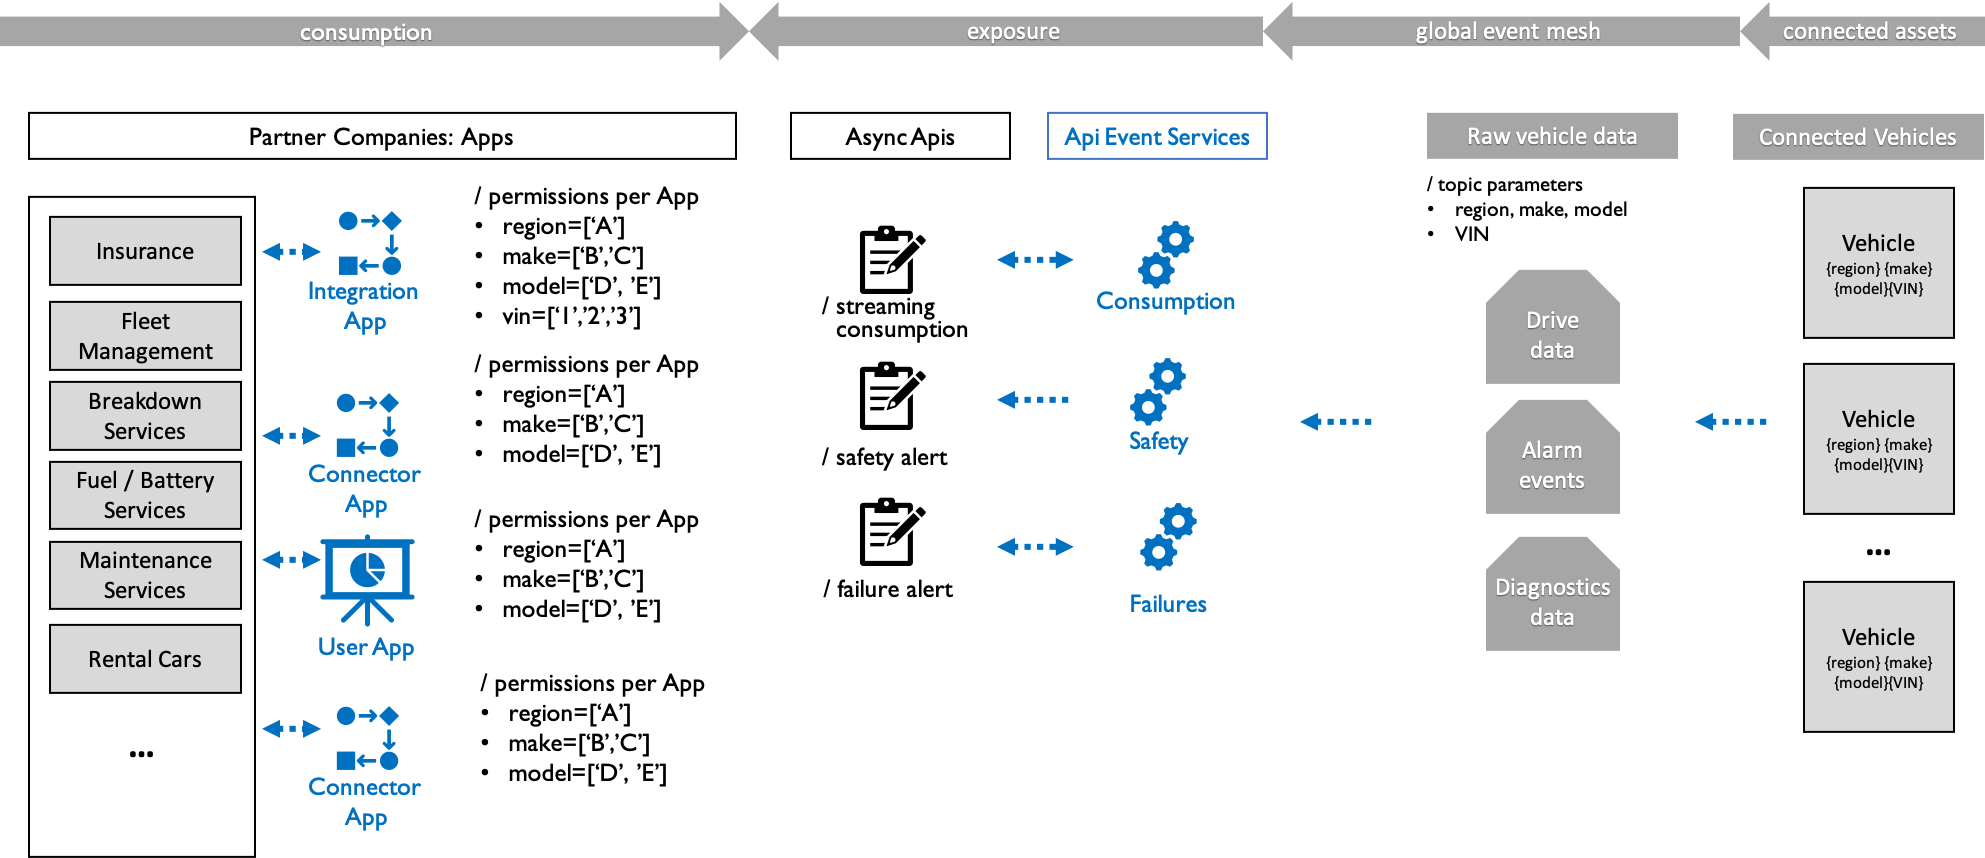 consumption
exposure
global event mesh
connected assets
Partner Companies: Apps
Async Apis
Api Event Services
Raw vehicle data
Connected Vehicles
Insurance
Fleet
Management
Breakdown
Services
Fuel / Battery
Services
Maintenance
Services
Rental Cars
...
Integration
App
Connector
App
User App
Connector
App
/ permissions per App
• region=[‘A’]
• make=[‘B’,’C’]
• model=[‘D’, ’E’]
• vin=[‘1’,’2’,’3’]
/ permissions per App
• region=[‘A’]
• make=[‘B’,’C’]
• model=[‘D’, ’E’]
/ permissions per App
• region=[‘A’]
• make=[‘B’,’C’]
• model=[‘D’, ’E’]
/ permissions per App
• region=[‘A’]
• make=[‘B’,’C’]
• model=[‘D’, ’E’]
/ streaming
consumption
/ safety alert
/ failure alert
Consumption
Safety
Failures
/ topic parameters
• region, make, model
• VIN
Drive
data
Alarm
events
Diagnostics
data
Vehicle
{region} {make}
{model}{VIN}
Vehicle
{region} {make}
{model}{VIN}
...
Vehicle
{region} {make}
{model}{VIN}